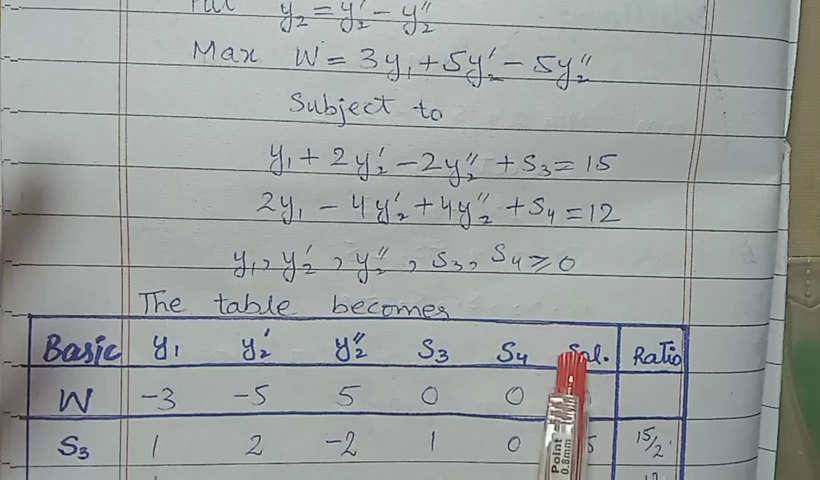 y₂ = y₂′ − y₂″
Max W = 3y₁ + 5y₂′ − 5y₂″
Subject to
y₁ + 2y₂′ − 2y₂″ + S₃ = 15
2y₁ − 4y₂′ + 4y₂″ + S₄ = 12
y₁, y₂′, y₂″, S₃, S₄ ≥ 0
The table becomes
Basic y₁ y₂′ y₂″ S₃ S₄ Sol. Ratio
W −3 −5 5 0 0
S₃ 1 2 −2 1 0 5 15/2
Point 0.8mm